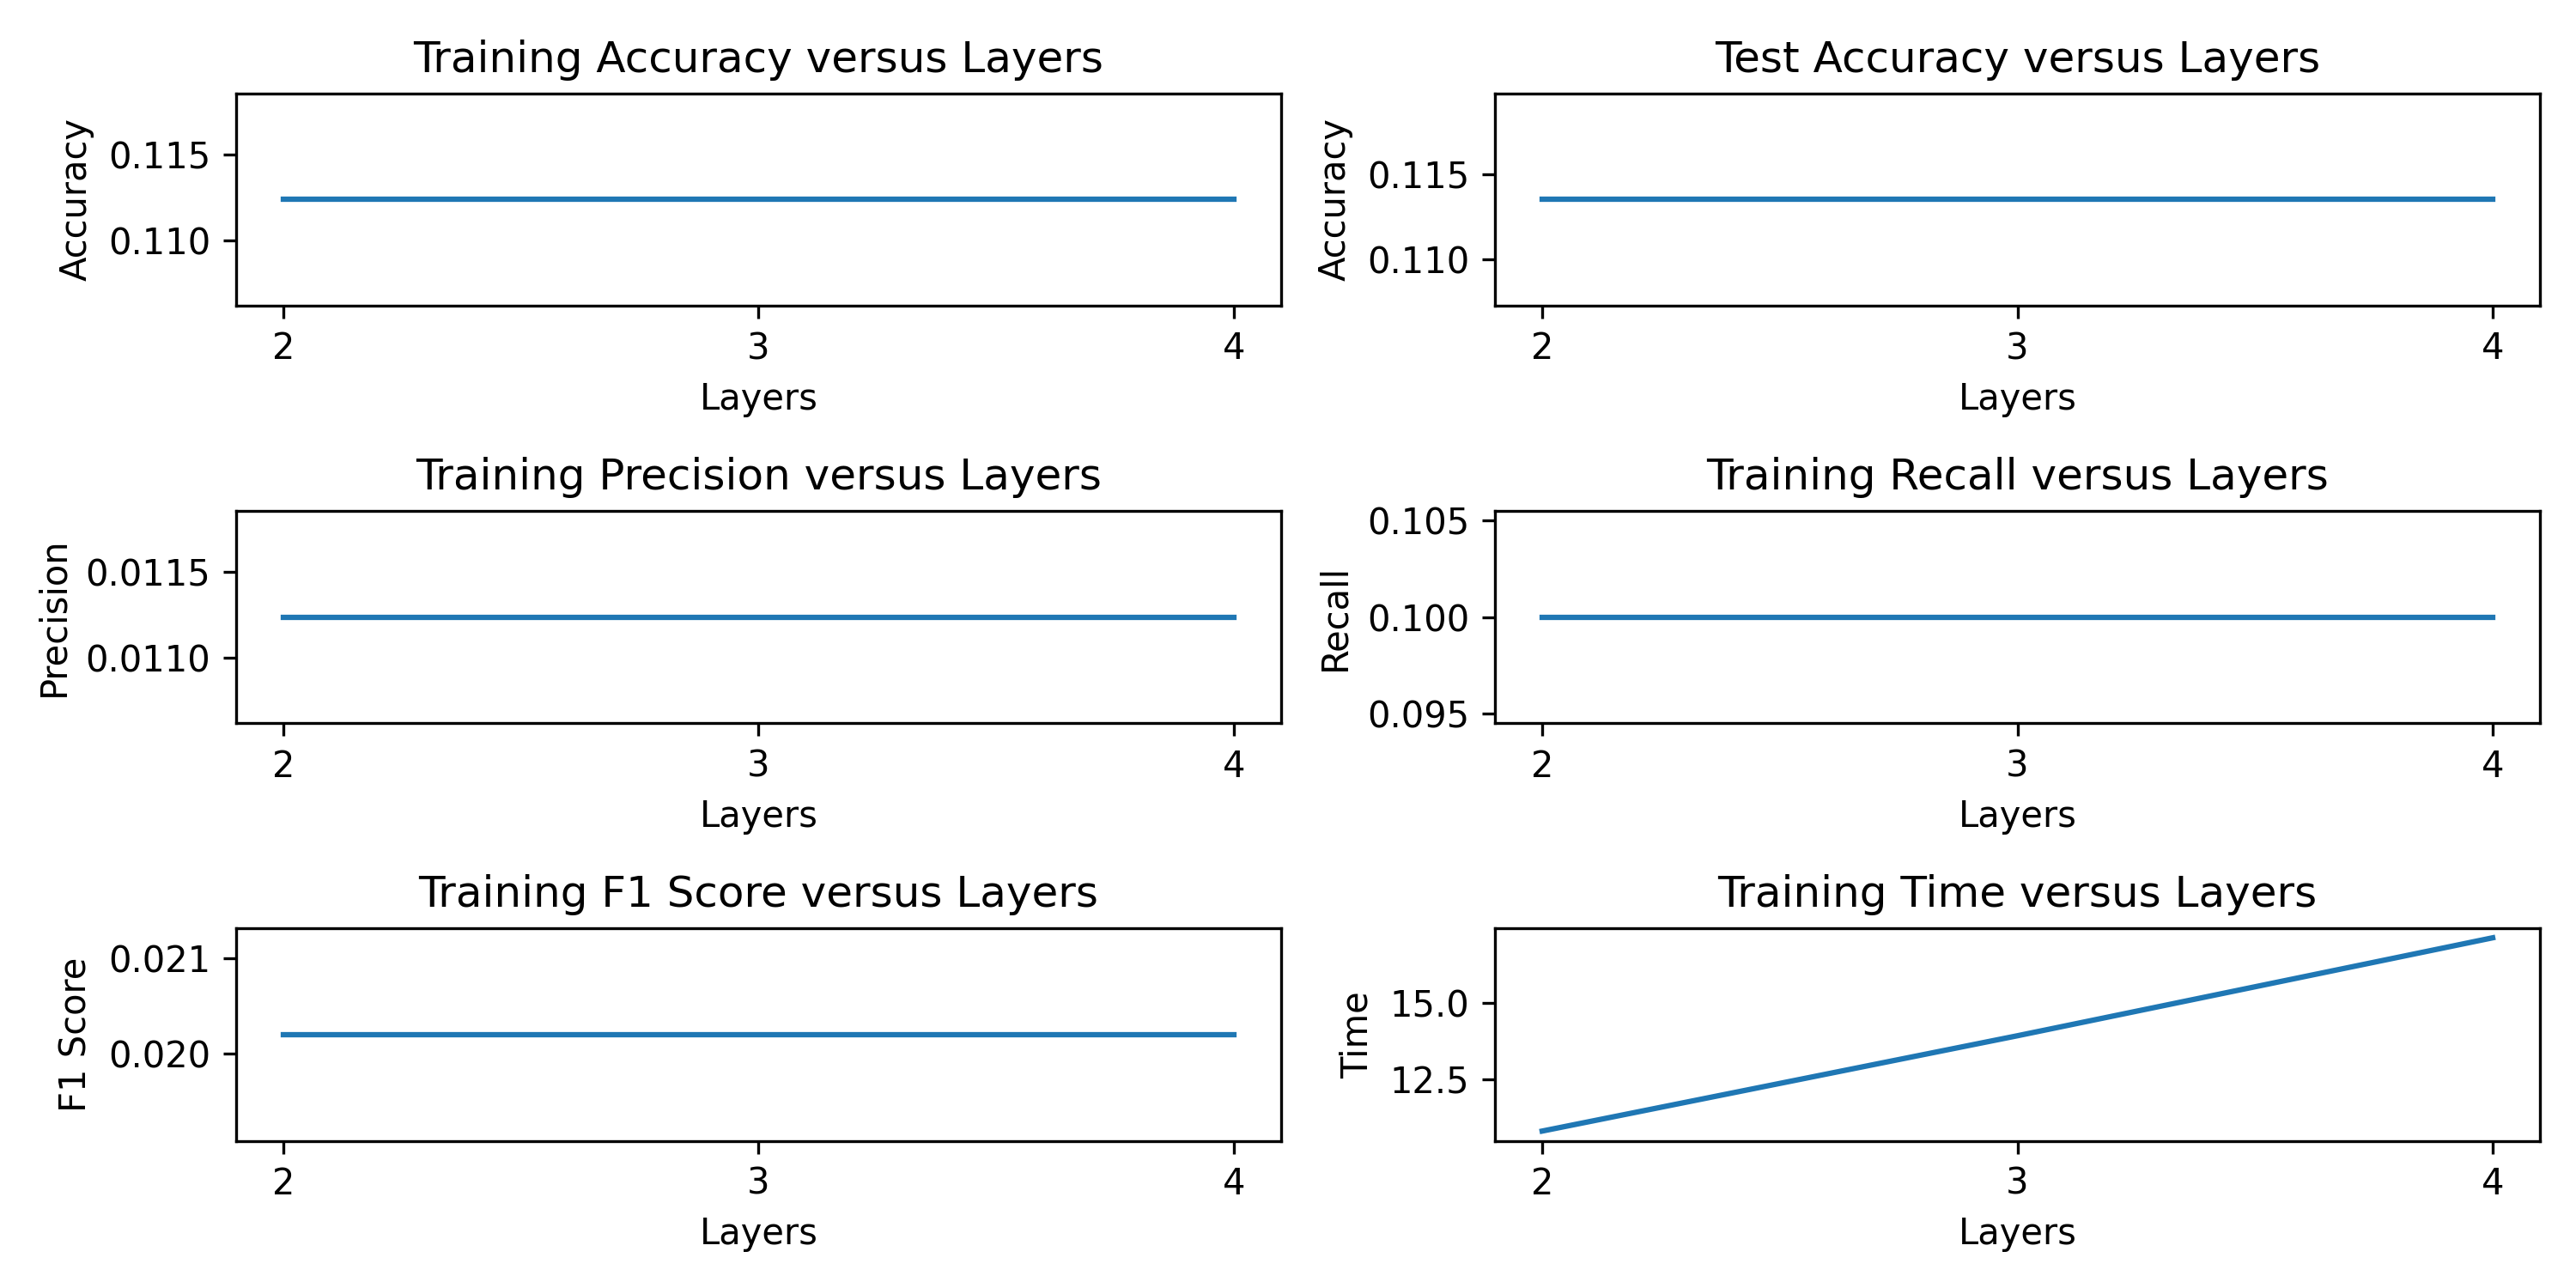 Training Accuracy versus Layers
Accuracy
0.115
0.110
2 3 4
Layers
Test Accuracy versus Layers
Accuracy
0.115
0.110
2 3 4
Layers
Training Precision versus Layers
Precision
0.0115
0.0110
2 3 4
Layers
Training Recall versus Layers
Recall
0.105
0.100
0.095
2 3 4
Layers
Training F1 Score versus Layers
F1 Score
0.021
0.020
2 3 4
Layers
Training Time versus Layers
Time
15.0
12.5
2 3 4
Layers